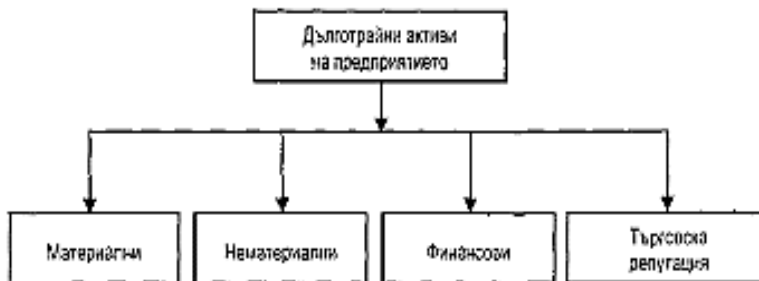 Дълготрайни активи
на предприятието
Материални
Нематериални
Финансови
Търговска
репутация